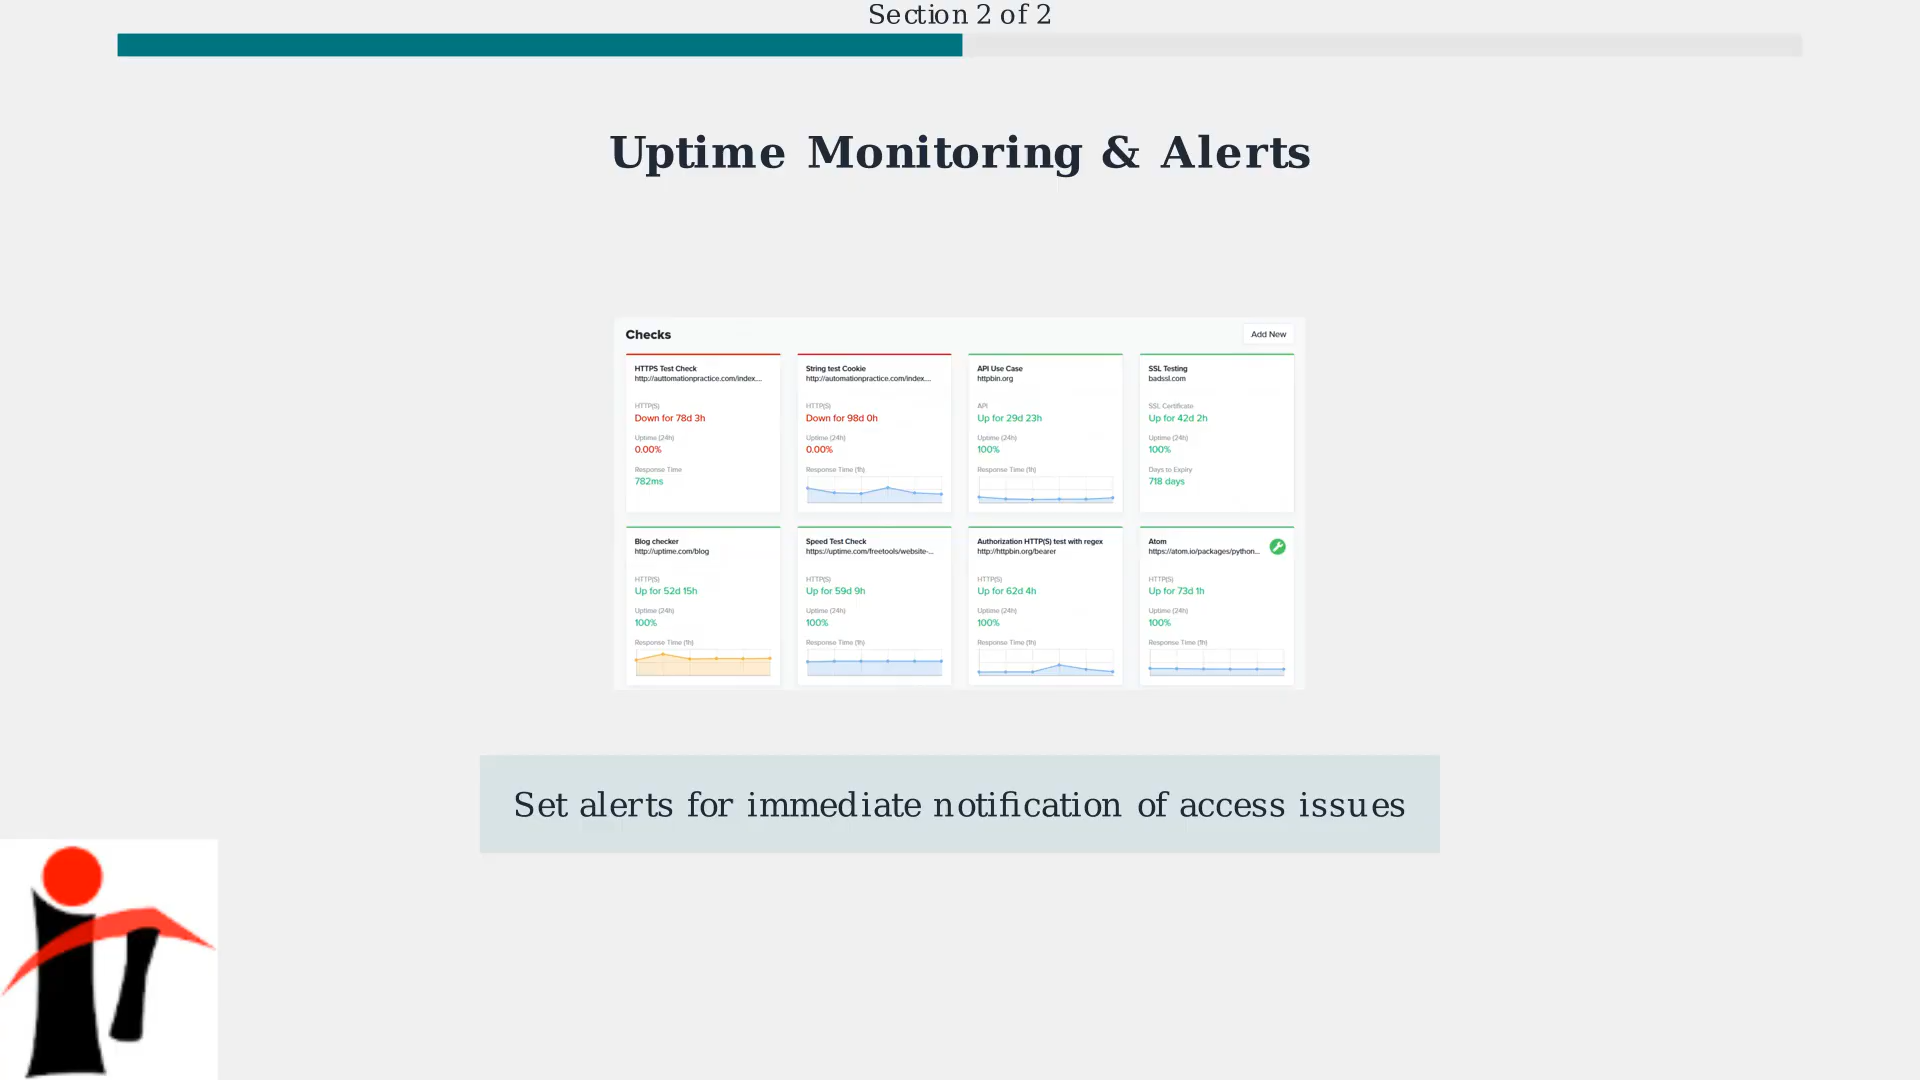 Section 2 of 2
Uptime Monitoring & Alerts
Checks
Add New
HTTPS Test Check
http://auttomationpractice.com/index....
HTTP(S)
Down for 78d 3h
Uptime (24h)
0.00%
Response Time
782ms
String test Cookie
http://automationpractice.com/index....
HTTP(S)
Down for 98d 0h
Uptime (24h)
0.00%
Response Time (1h)
API Use Case
httpbin.org
API
Up for 29d 23h
Uptime (24h)
100%
Response Time (1h)
SSL Testing
badssl.com
SSL Certificate
Up for 42d 2h
Uptime (24h)
100%
Days to Expiry
718 days
Blog checker
http://uptime.com/blog
HTTP(S)
Up for 52d 15h
Uptime (24h)
100%
Response Time (1h)
Speed Test Check
https://uptime.com/freetools/website-...
HTTP(S)
Up for 59d 9h
Uptime (24h)
100%
Response Time (1h)
Authorization HTTP(S) test with regex
http://httpbin.org/bearer
HTTP(S)
Up for 62d 4h
Uptime (24h)
100%
Response Time (1h)
Atom
https://atom.io/packages/python...
HTTP(S)
Up for 73d 1h
Uptime (24h)
100%
Response Time (1h)
Set alerts for immediate notification of access issues